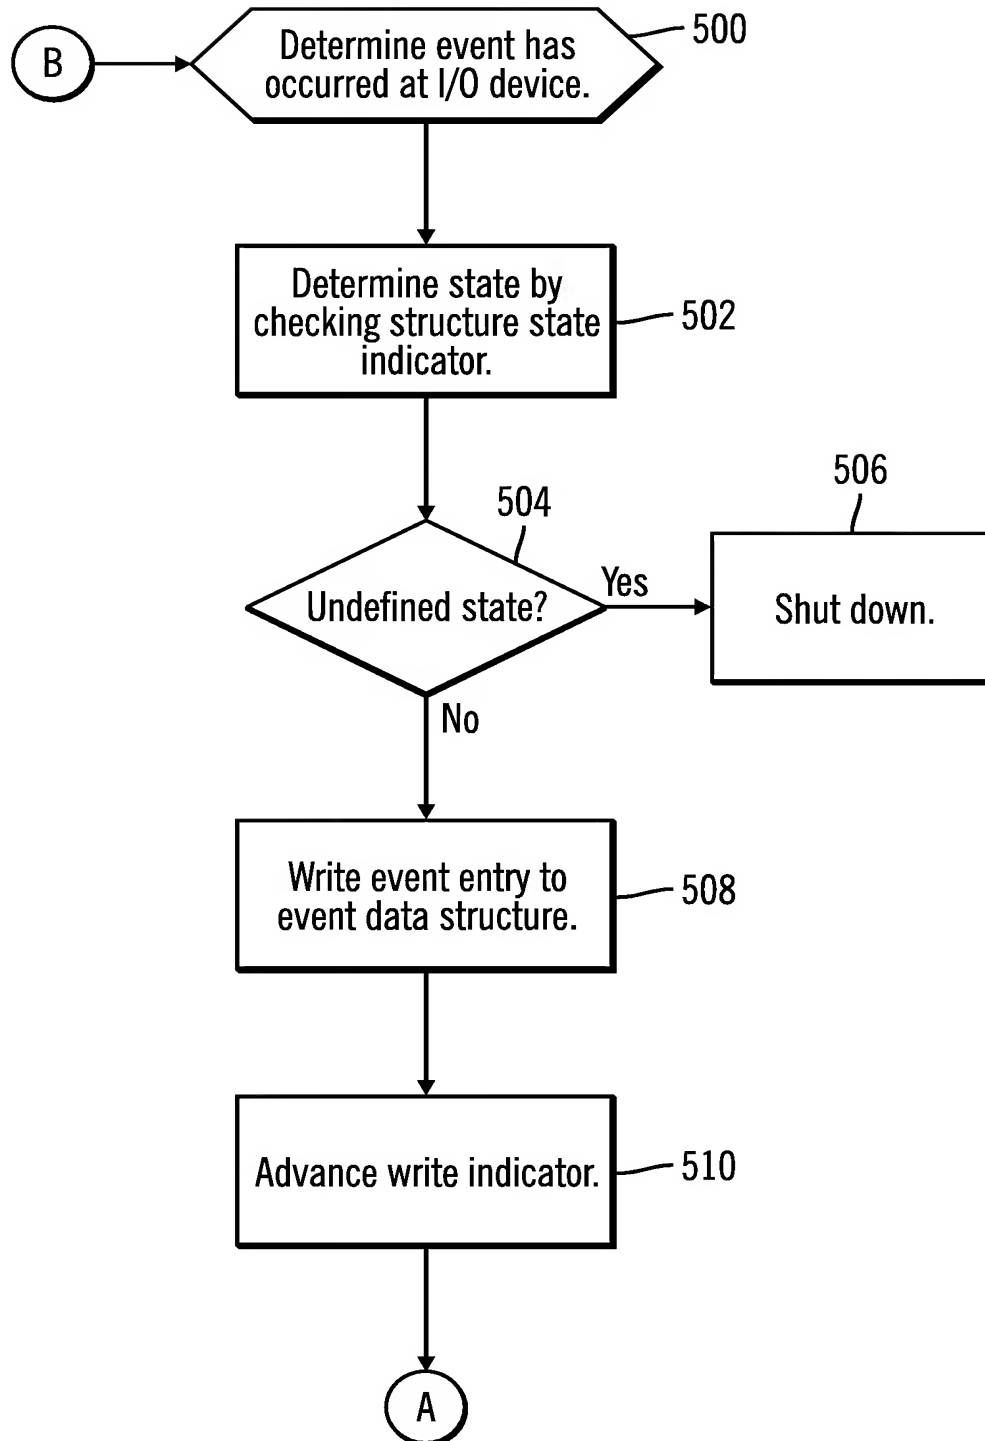 B
Determine event has
occurred at I/O device.
500
Determine state by
checking structure state
indicator.
502
504
506
Undefined state?
Yes
Shut down.
No
Write event entry to
event data structure.
508
Advance write indicator.
510
A